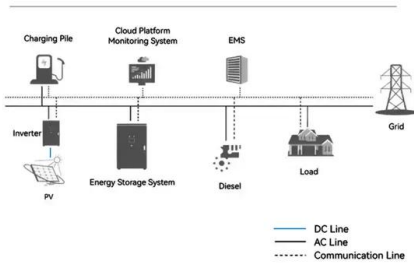 Charging Pile
Cloud Platform
Monitoring System
EMS
Grid
Inverter
PV
Energy Storage System
Diesel
Load
DC Line
AC Line
Communication Line